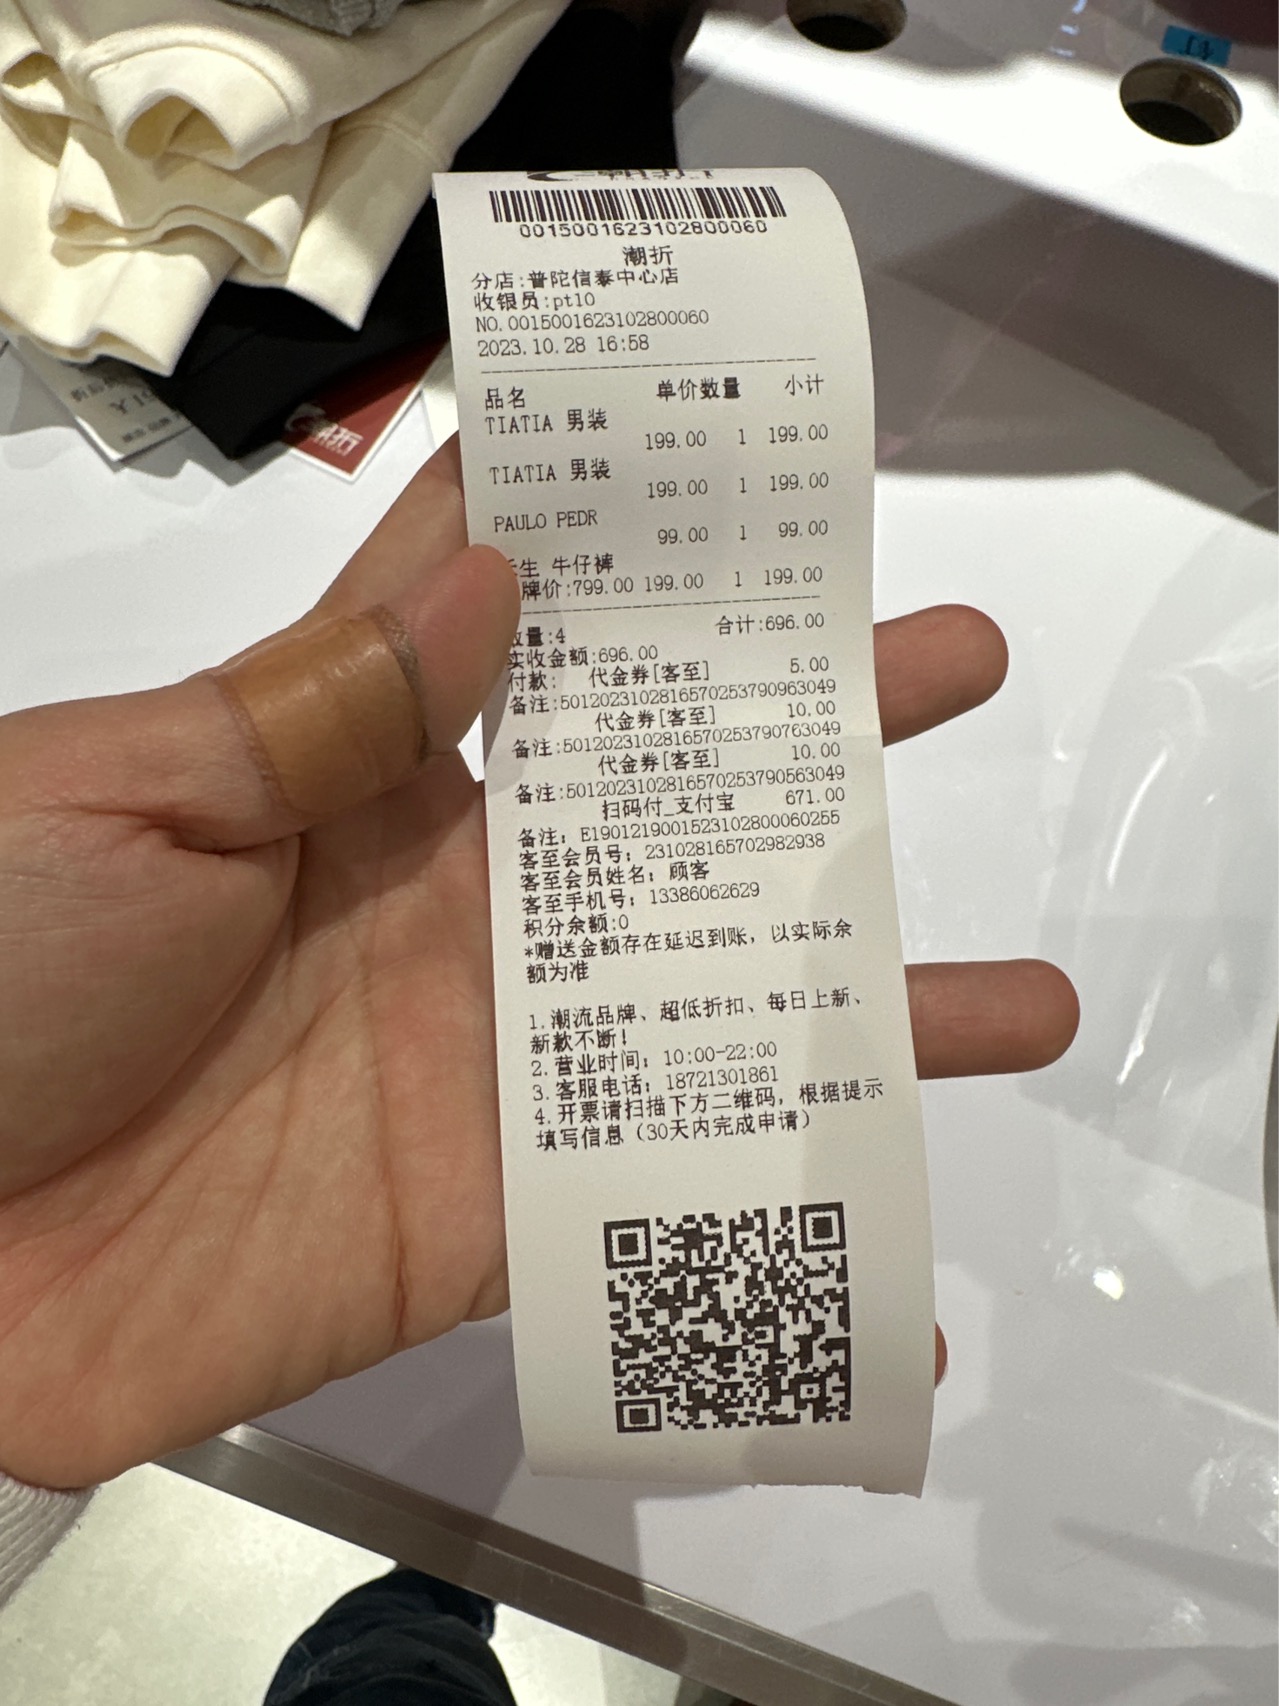 0015001623102800060
潮折
分店:普陀信泰中心店
收银员:pt10
NO.0015001623102800060
2023.10.28 16:58
品名 单价数量 小计
TIATIA 男装
199.00 1 199.00
TIATIA 男装
199.00 1 199.00
PAULO PEDR
99.00 1 99.00
生 牛仔裤
牌价:799.00 199.00 1 199.00
数量:4 合计:696.00
实收金额:696.00
付款: 代金券[客至] 5.00
备注:5012023102816570253790963049
代金券[客至] 10.00
备注:5012023102816570253790763049
代金券[客至] 10.00
备注:5012023102816570253790563049
扫码付_支付宝 671.00
备注: E1901219001523102800060255
客至会员号: 231028165702982938
客至会员姓名: 顾客
客至手机号: 13386062629
积分余额:0
*赠送金额存在延迟到账，以实际余
额为准
1.潮流品牌、超低折扣、每日上新、
新款不断!
2.营业时间: 10:00-22:00
3.客服电话: 18721301861
4.开票请扫描下方二维码，根据提示
填写信息（30天内完成申请）
潮折